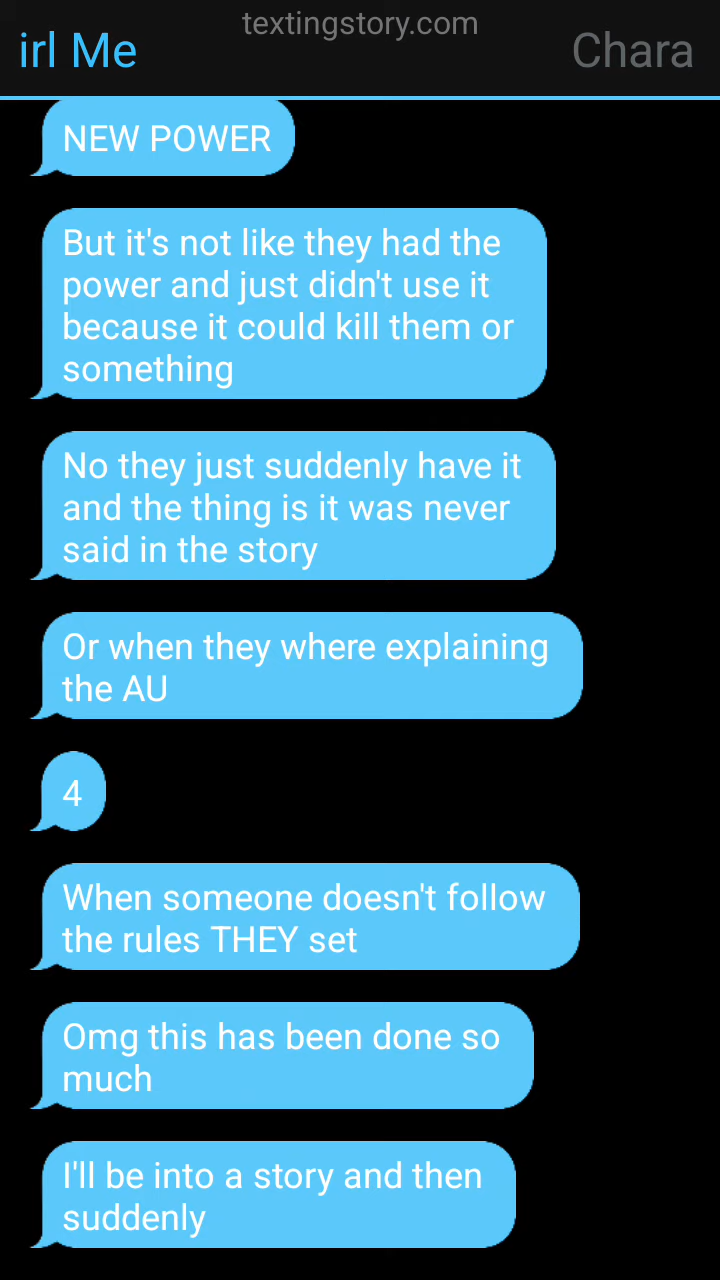 textingstory.com
irl Me
Chara
NEW POWER
But it's not like they had the
power and just didn't use it
because it could kill them or
something
No they just suddenly have it
and the thing is it was never
said in the story
Or when they where explaining
the AU
4
When someone doesn't follow
the rules THEY set
Omg this has been done so
much
I'll be into a story and then
suddenly